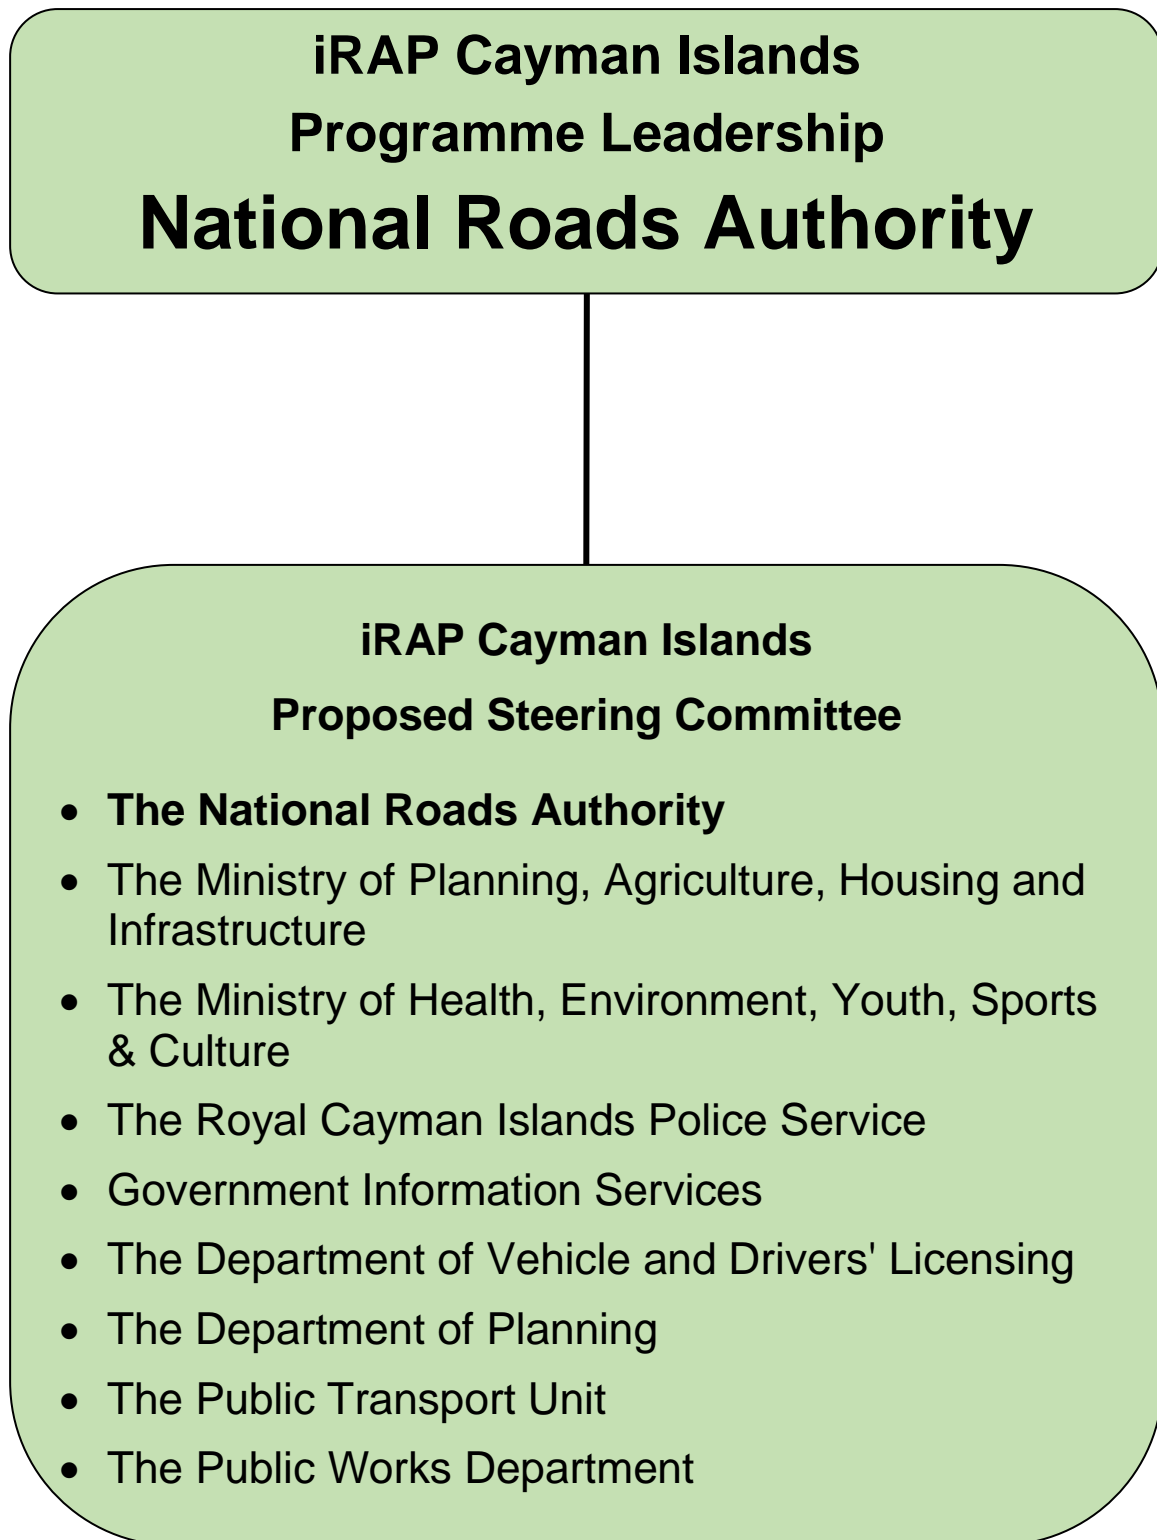 iRAP Cayman Islands
Programme Leadership
National Roads Authority
iRAP Cayman Islands
Proposed Steering Committee
• The National Roads Authority
• The Ministry of Planning, Agriculture, Housing and
Infrastructure
• The Ministry of Health, Environment, Youth, Sports
& Culture
• The Royal Cayman Islands Police Service
• Government Information Services
• The Department of Vehicle and Drivers' Licensing
• The Department of Planning
• The Public Transport Unit
• The Public Works Department